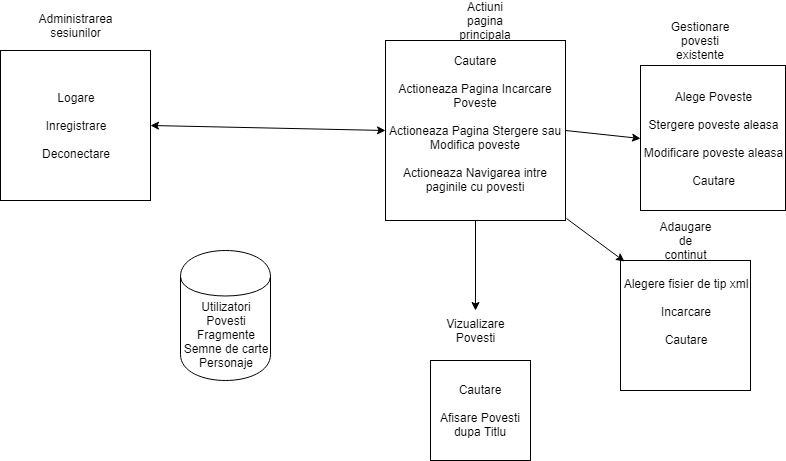 Administrarea
sesiunilor
Logare
Inregistrare
Deconectare
Actiuni
pagina
principala
Cautare
Actioneaza Pagina Incarcare
Poveste
Actioneaza Pagina Stergere sau
Modifica poveste
Actioneaza Navigarea intre
paginile cu povesti
Gestionare
povesti
existente
Alege Poveste
Stergere poveste aleasa
Modificare poveste aleasa
Cautare
Adaugare
de
continut
Alegere fisier de tip xml
Incarcare
Cautare
Utilizatori
Povesti
Fragmente
Semne de carte
Personaje
Vizualizare
Povesti
Cautare
Afisare Povesti
dupa Titlu